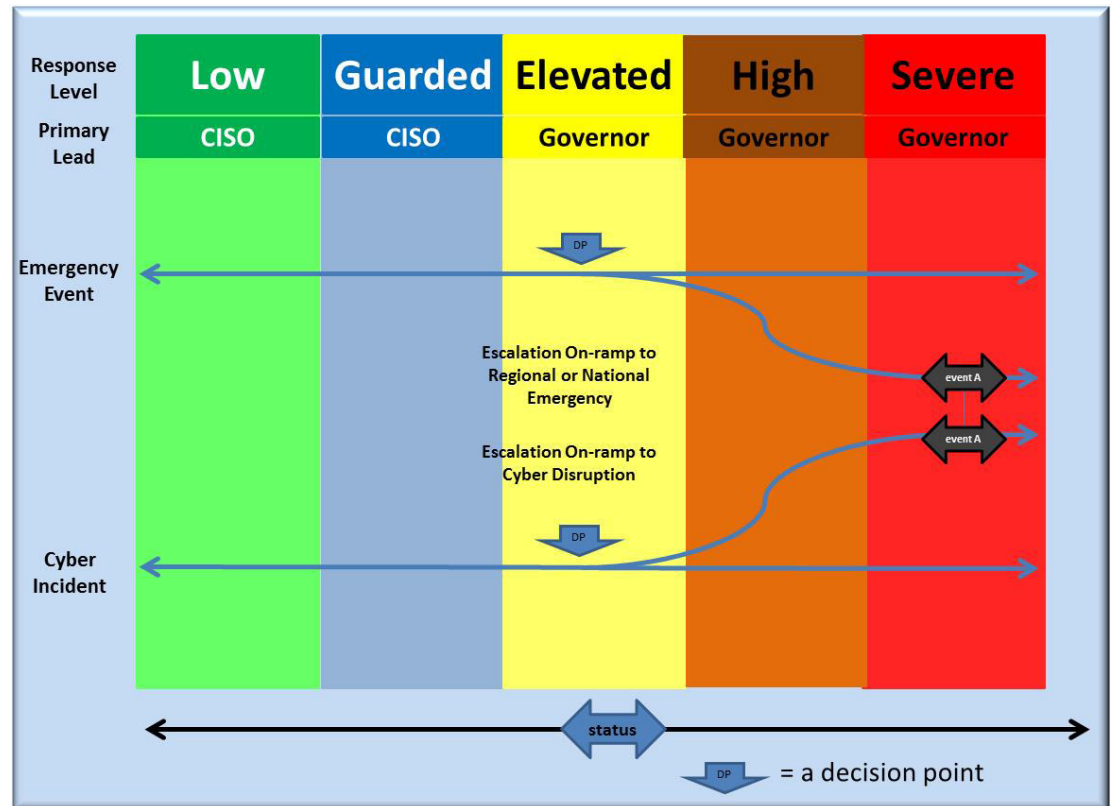 Response
Level
Low
Guarded
Elevated
High
Severe
Primary
Lead
CISO
CISO
Governor
Governor
Governor
DP
Emergency
Event
Escalation On-ramp to
Regional or National
Emergency
event A
event A
Escalation On-ramp to
Cyber Disruption
DP
Cyber
Incident
status
DP = a decision point